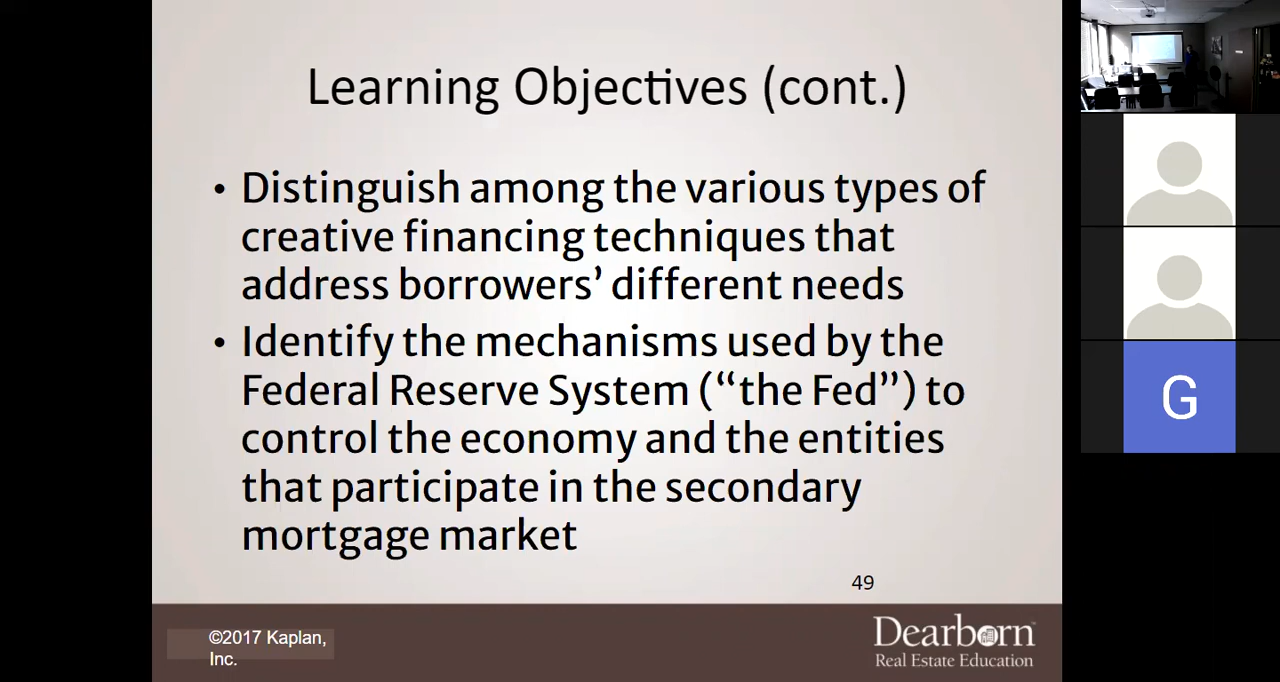 Learning Objectives (cont.)
• Distinguish among the various types of
creative financing techniques that
address borrowers’ different needs
• Identify the mechanisms used by the
Federal Reserve System (“the Fed”) to
control the economy and the entities
that participate in the secondary
mortgage market
49
©2017 Kaplan,
Inc.
Dearborn™
Real Estate Education
G